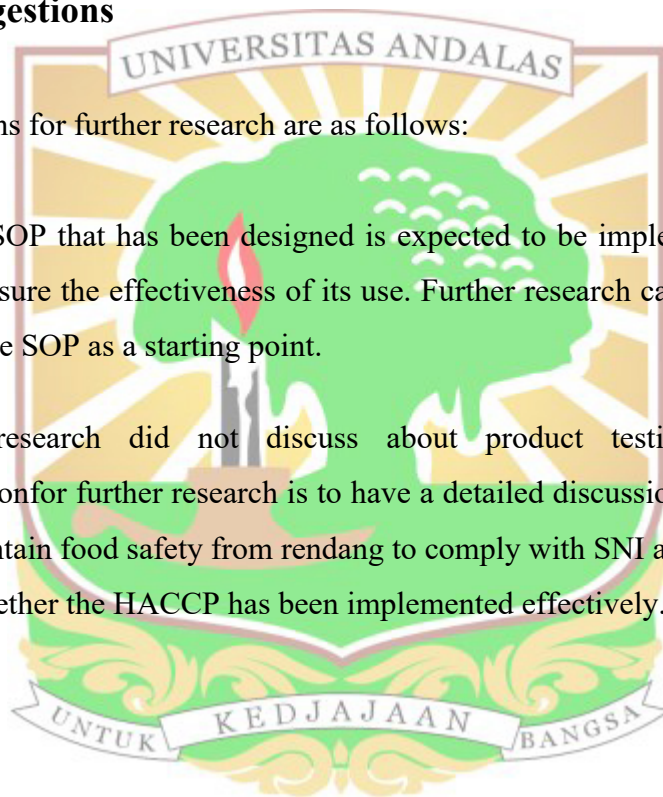 gestions
UNIVERSITAS ANDALAS
ns for further research are as follows:
SOP that has been designed is expected to be imple
sure the effectiveness of its use. Further research ca
e SOP as a starting point.
research did not discuss about product testi
onfor further research is to have a detailed discussio
ntain food safety from rendang to comply with SNI a
ether the HACCP has been implemented effectively.
UNTUK KEDJAJAAN BANGSA